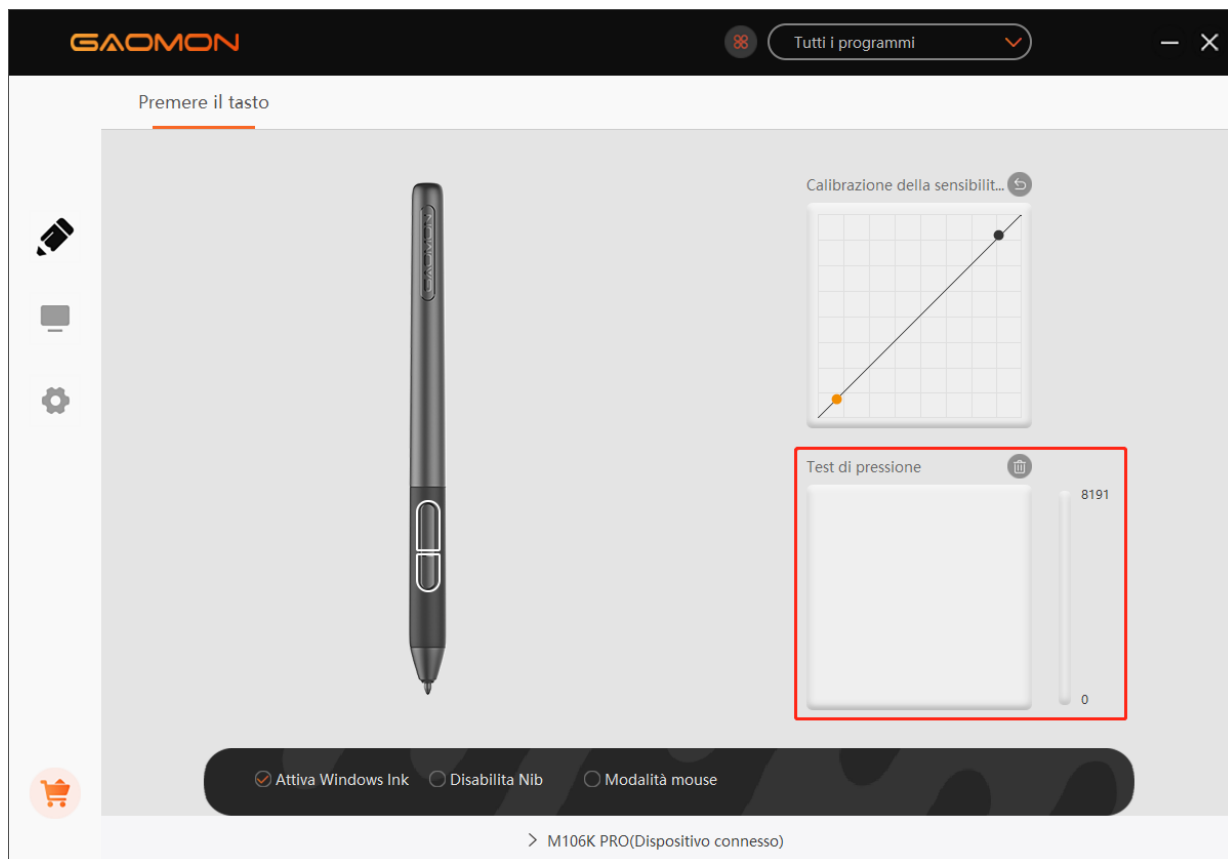 GAOMON
Tutti i programmi
Premere il tasto
Calibrazione della sensibilit...
GAOMON
Test di pressione
8191
0
Attiva Windows Ink
Disabilita Nib
Modalità mouse
M106K PRO(Dispositivo connesso)